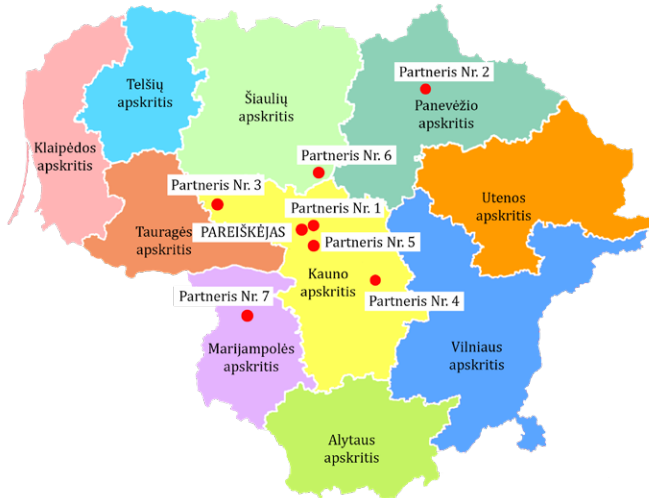 Partneris Nr. 2
Telšių
apskritis
Šiaulių
apskritis
Panevėžio
apskritis
Klaipėdos
apskritis
Partneris Nr. 6
Partneris Nr. 3
Utenos
apskritis
Partneris Nr. 1
Tauragės
apskritis
PAREIŠKĖJAS
Partneris Nr. 5
Kauno
apskritis
Partneris Nr. 7
Partneris Nr. 4
Marijampolės
apskritis
Vilniaus
apskritis
Alytaus
apskritis